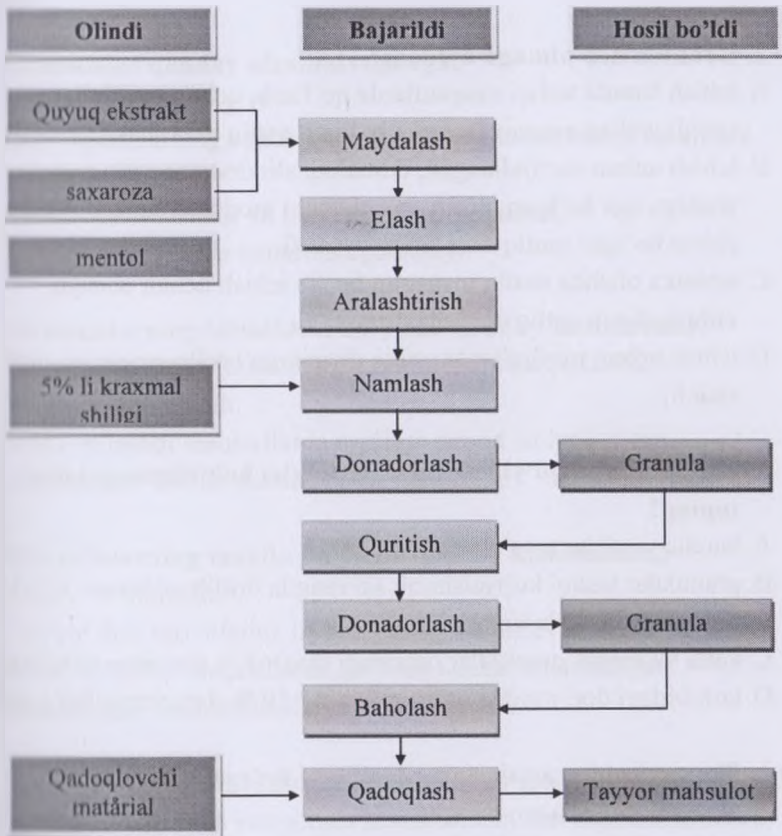 Olindi
Bajarildi
Hosil bo’ldi
Quyuq ekstrakt
Maydalash
saxaroza
Elash
mentol
Aralashtirish
5% li kraxmal
shiligi
Namlash
Donadorlash
Granula
Quritish
Donadorlash
Granula
Baholash
Qadoqlovchi
matårial
Qadoqlash
Tayyor mahsulot